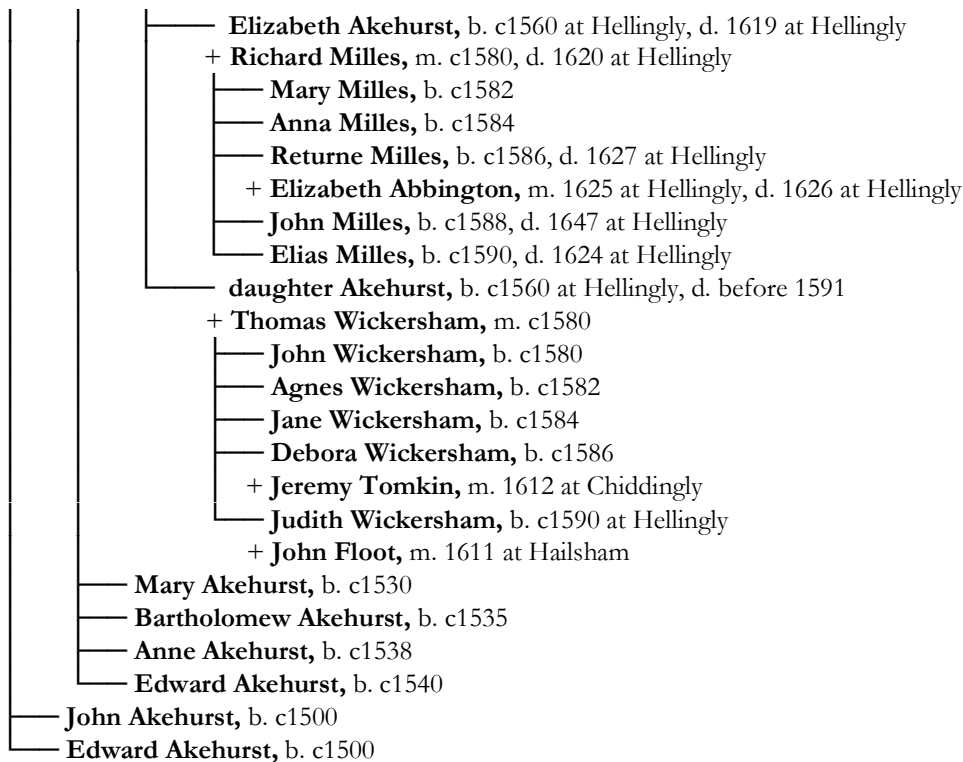 Elizabeth Akehurst, b. c1560 at Hellingly, d. 1619 at Hellingly
+ Richard Milles, m. c1580, d. 1620 at Hellingly
Mary Milles, b. c1582
Anna Milles, b. c1584
Returne Milles, b. c1586, d. 1627 at Hellingly
+ Elizabeth Abbington, m. 1625 at Hellingly, d. 1626 at Hellingly
John Milles, b. c1588, d. 1647 at Hellingly
Elias Milles, b. c1590, d. 1624 at Hellingly
daughter Akehurst, b. c1560 at Hellingly, d. before 1591
+ Thomas Wickersham, m. c1580
John Wickersham, b. c1580
Agnes Wickersham, b. c1582
Jane Wickersham, b. c1584
Debora Wickersham, b. c1586
+ Jeremy Tomkin, m. 1612 at Chiddingly
Judith Wickersham, b. c1590 at Hellingly
+ John Floot, m. 1611 at Hailsham
Mary Akehurst, b. c1530
Bartholomew Akehurst, b. c1535
Anne Akehurst, b. c1538
Edward Akehurst, b. c1540
John Akehurst, b. c1500
Edward Akehurst, b. c1500